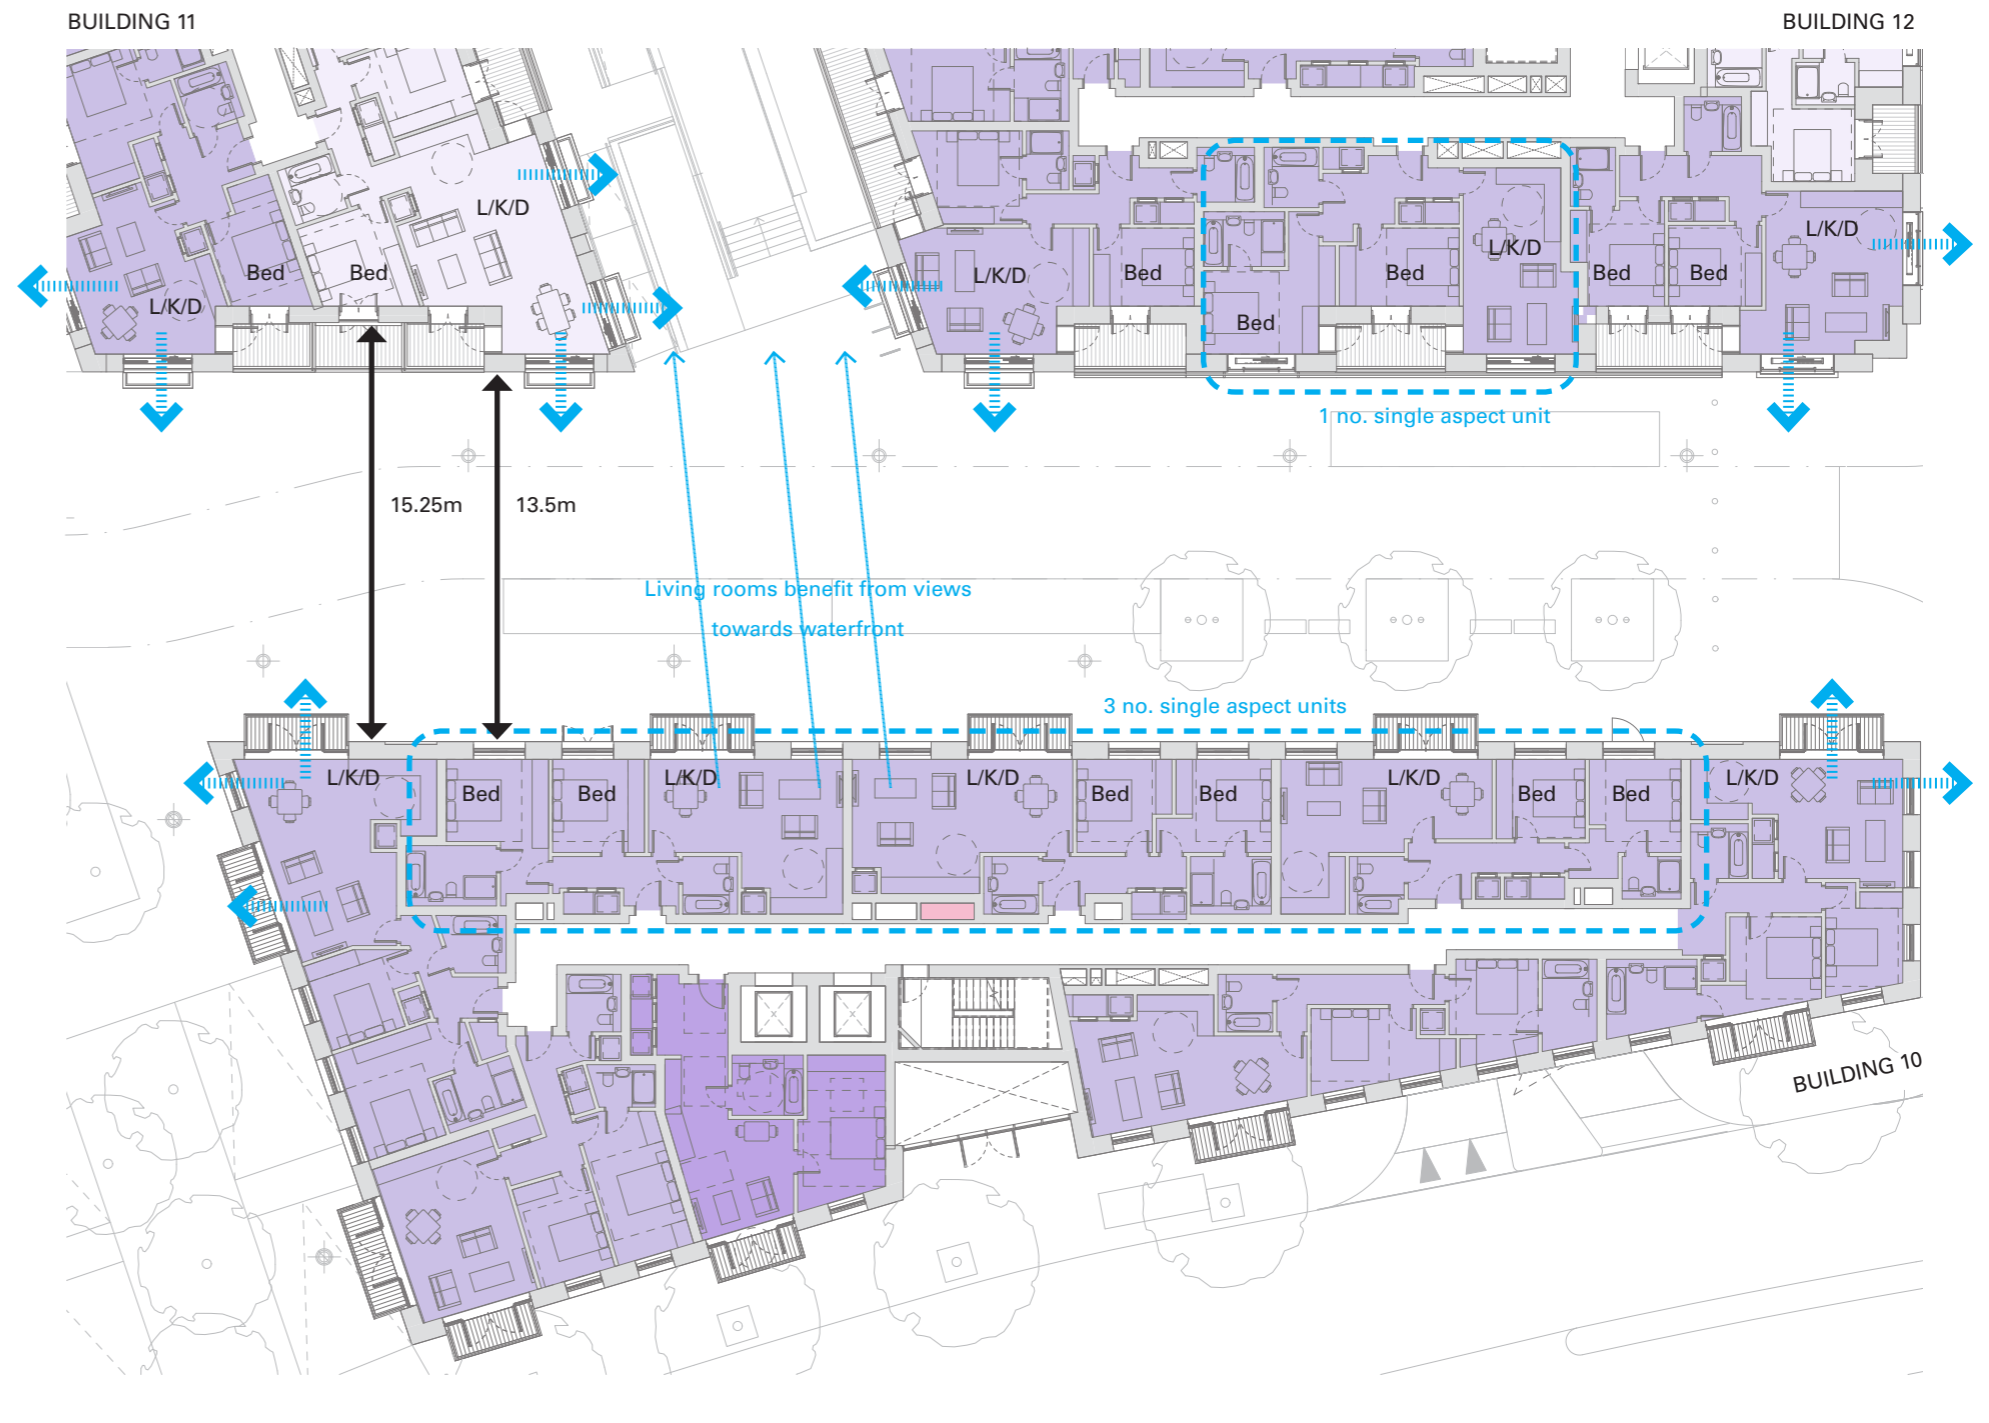 BUILDING 11
BUILDING 12
L/K/D
L/K/D
Bed
Bed
L/K/D
L/K/D
Bed
Bed
Bed
L/K/D
Bed
Bed
L/K/D
1 no. single aspect unit
15.25m
13.5m
Living rooms benefit from views
towards waterfront
3 no. single aspect units
L/K/D
Bed
Bed
L/K/D
L/K/D
Bed
Bed
L/K/D
Bed
Bed
L/K/D
BUILDING 10